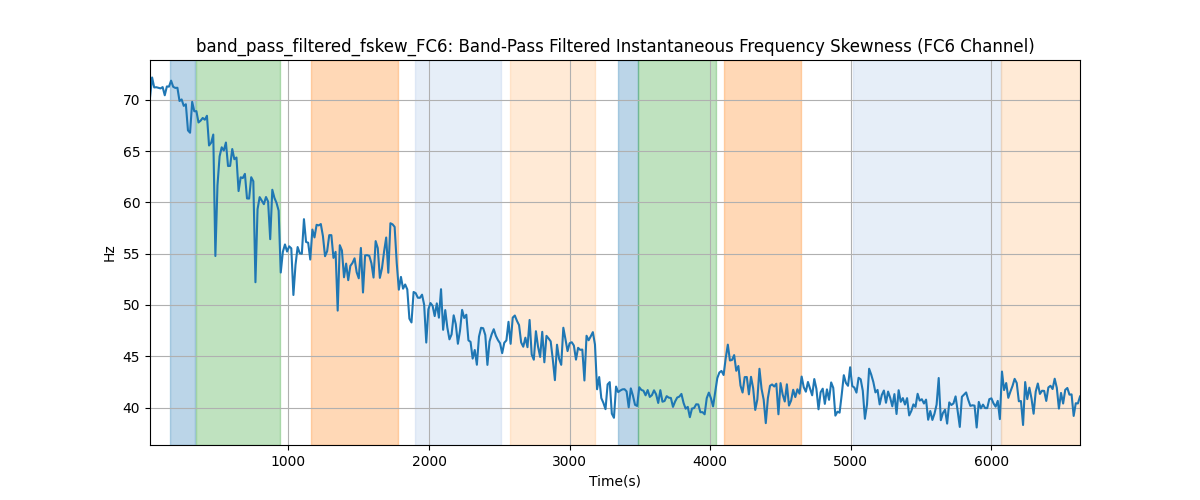 band_pass_filtered_fskew_FC6: Band-Pass Filtered Instantaneous Frequency Skewness (FC6 Channel)
70
65
60
55
50
45
40
Hz
1000 2000 3000 4000 5000 6000
Time(s)